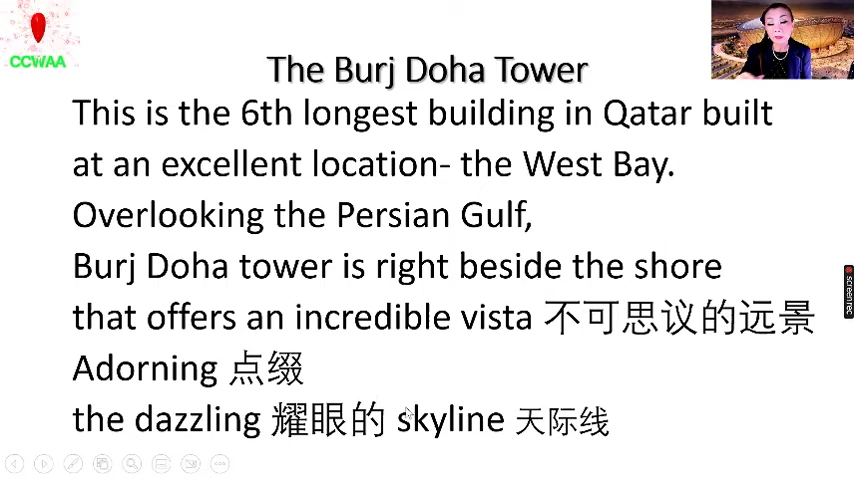 CCWAA
The Burj Doha Tower
This is the 6th longest building in Qatar built
at an excellent location- the West Bay.
Overlooking the Persian Gulf,
Burj Doha tower is right beside the shore
that offers an incredible vista 不可思议的远景
Adorning 点缀
the dazzling 耀眼的 skyline 天际线
screenrec